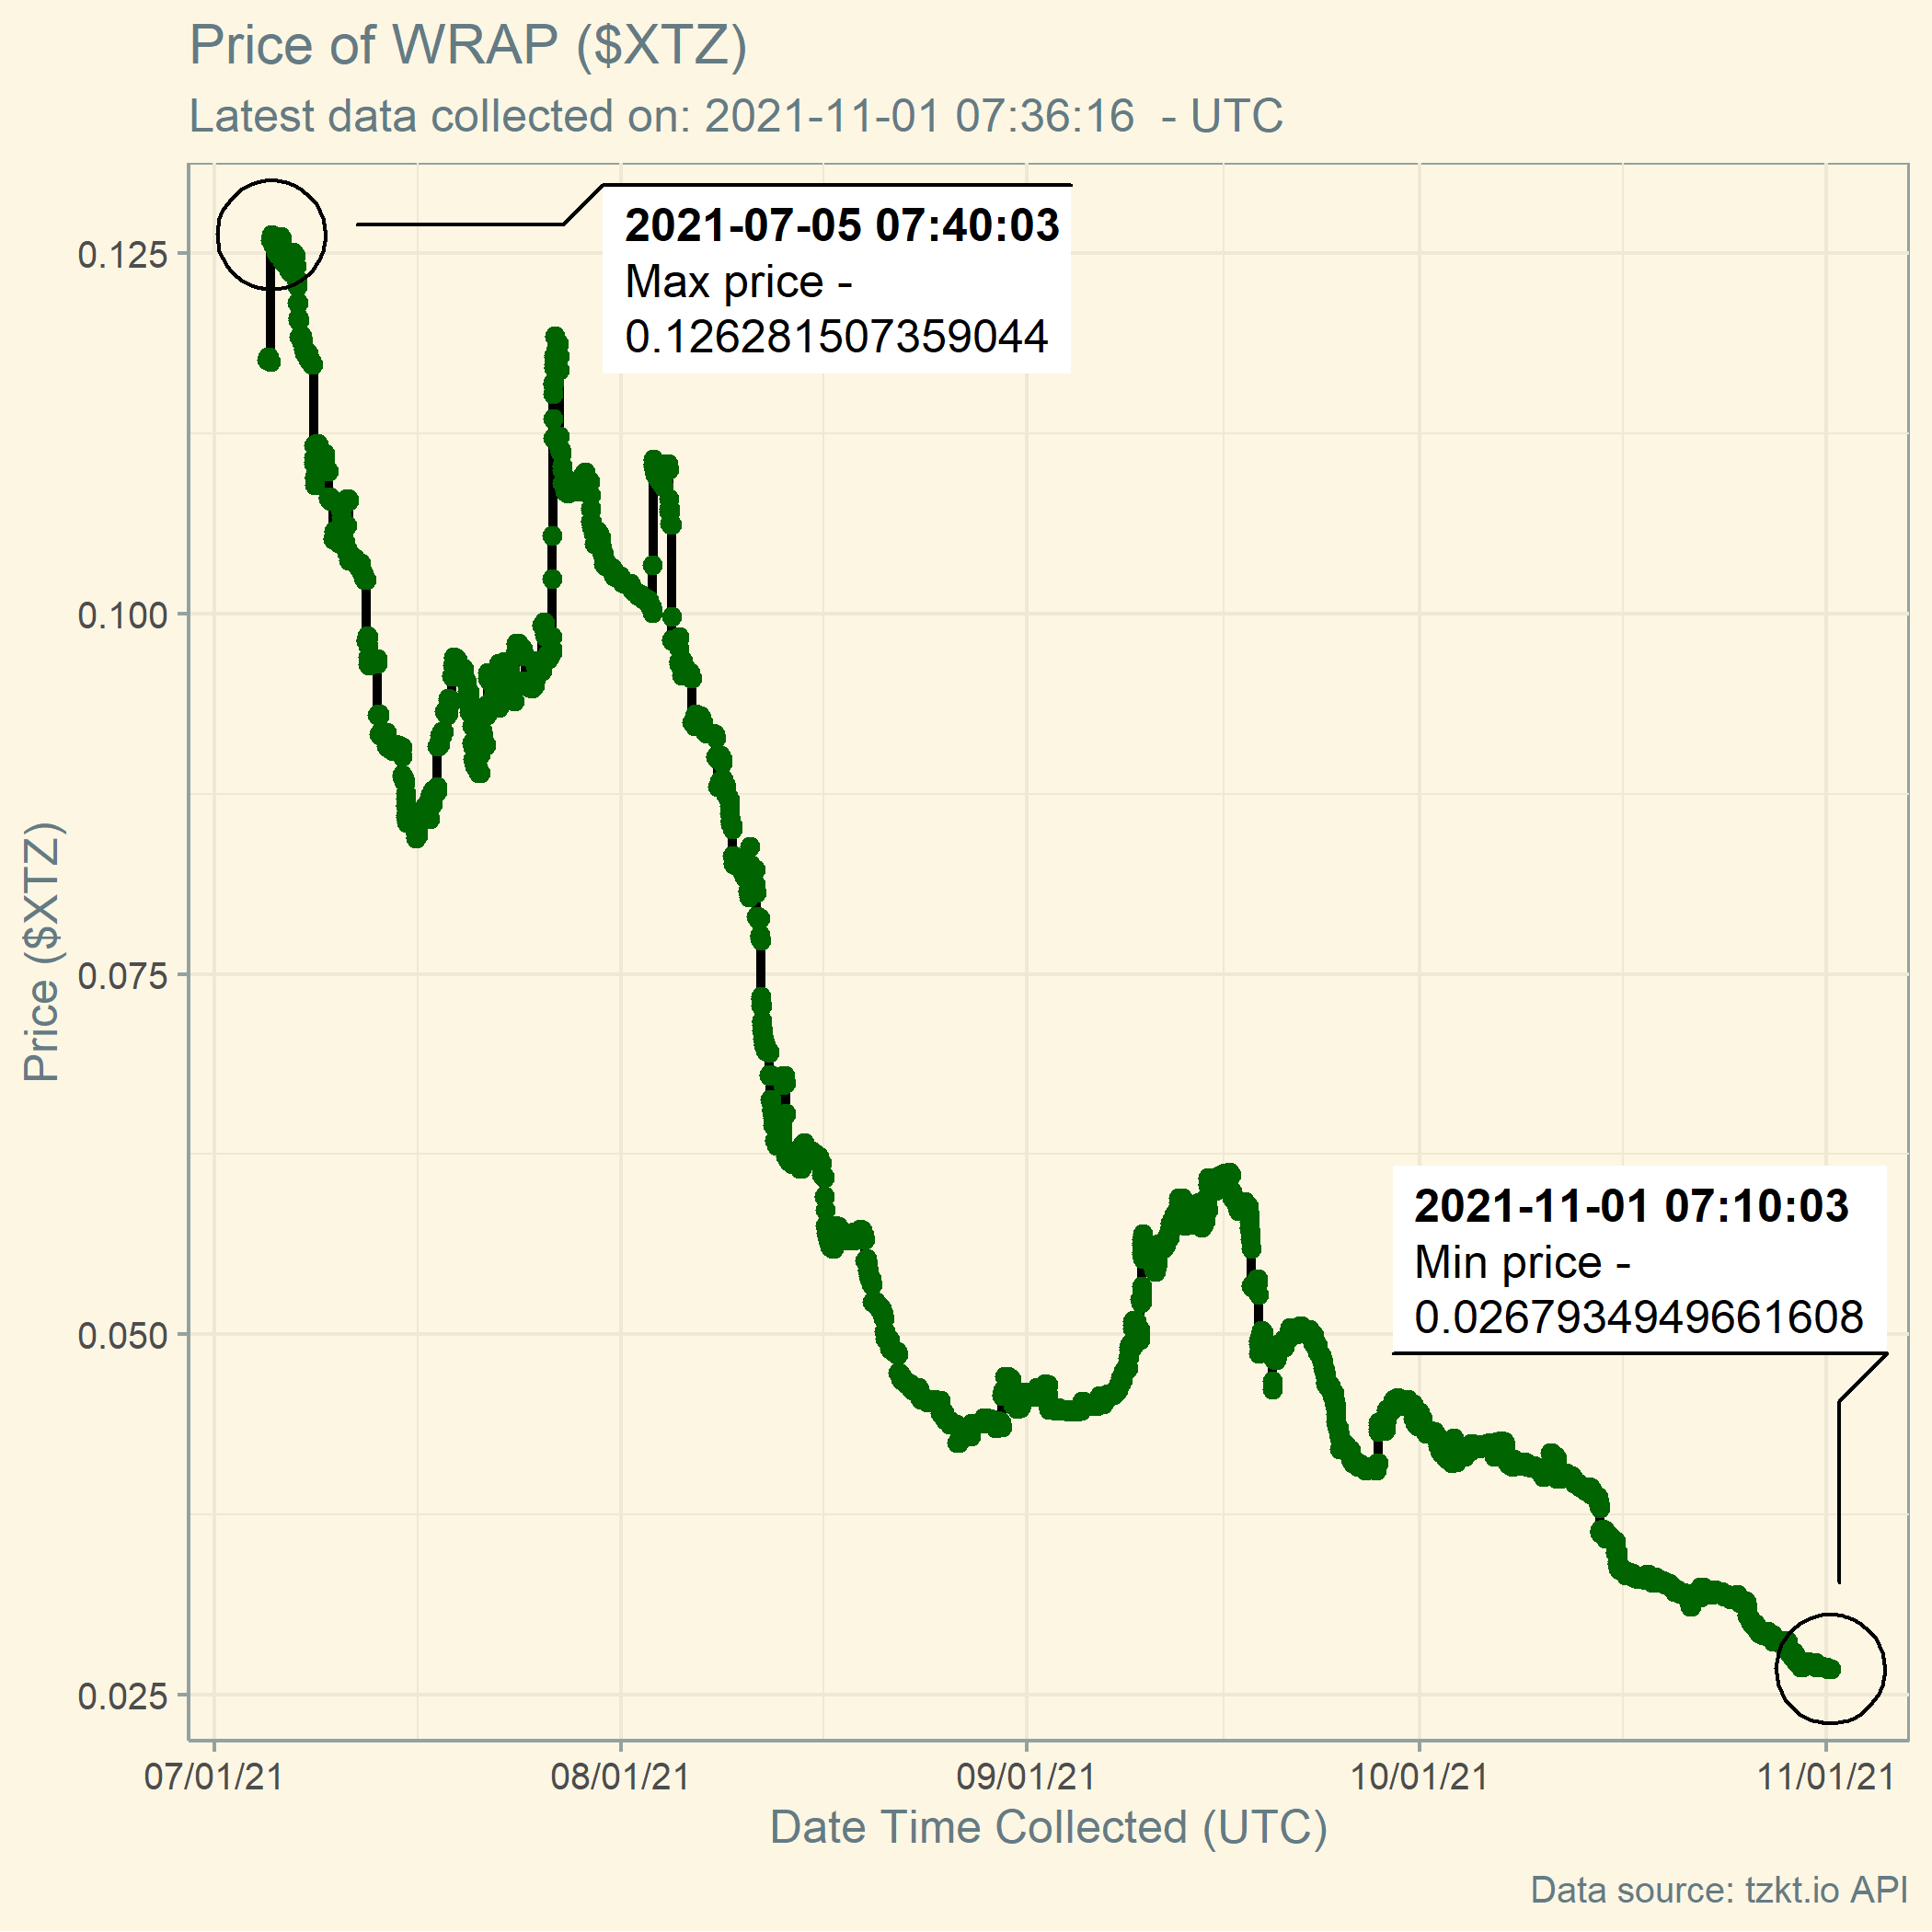 Price of WRAP ($XTZ)
Latest data collected on: 2021-11-01 07:36:16  - UTC
2021-07-05 07:40:03
Max price -
0.126281507359044
0.125
0.100
0.075
0.050
0.025
Price ($XTZ)
2021-11-01 07:10:03
Min price -
0.0267934949661608
07/01/21
08/01/21
09/01/21
10/01/21
11/01/21
Date Time Collected (UTC)
Data source: tzkt.io API